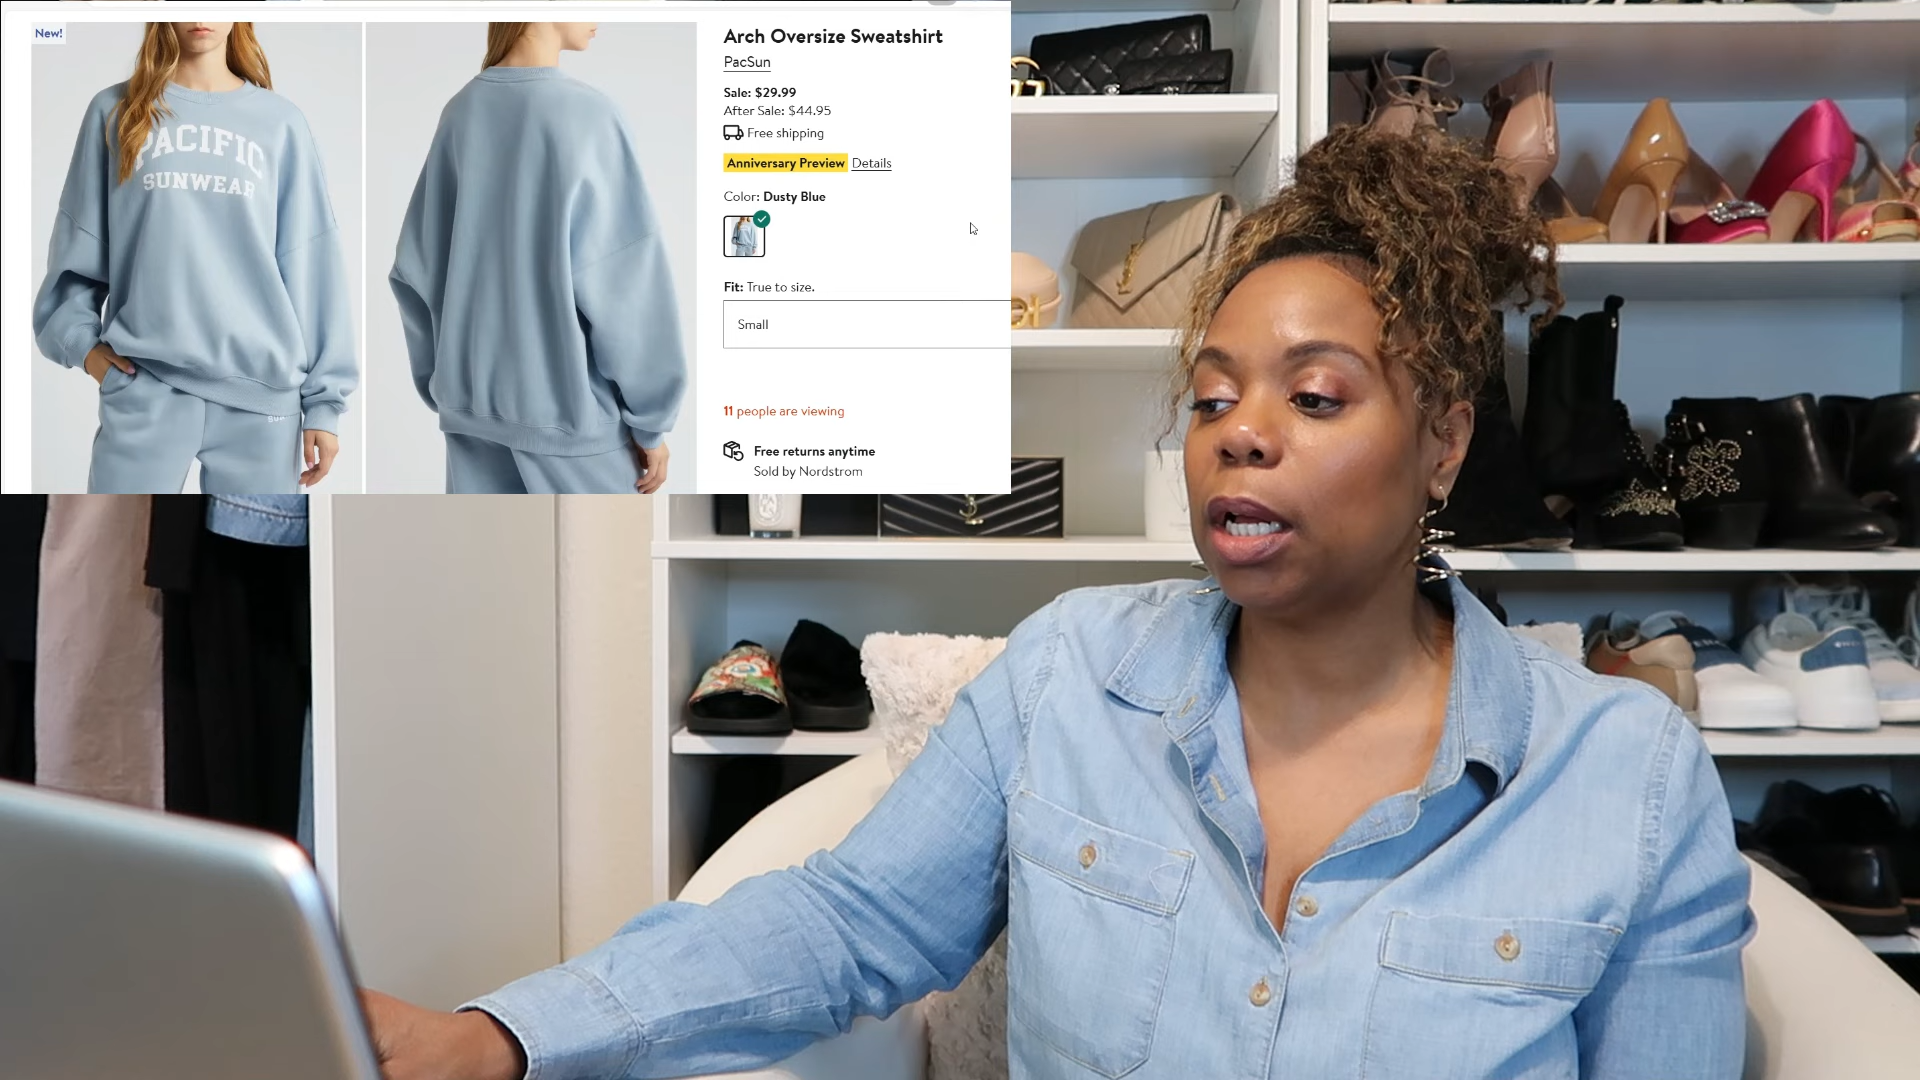 New!
PACIFIC
SUNWEAR
SUN
Arch Oversize Sweatshirt
PacSun
Sale: $29.99
After Sale: $44.95
Free shipping
Anniversary Preview Details
Color: Dusty Blue
Fit: True to size.
Small
11 people are viewing
Free returns anytime
Sold by Nordstrom